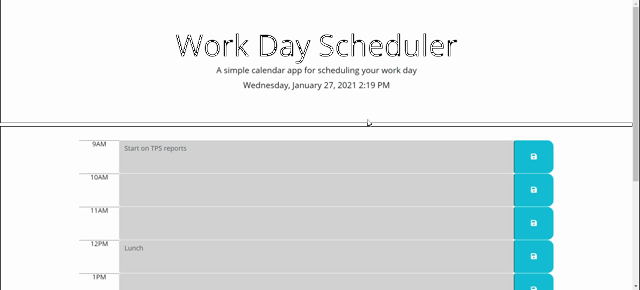 Work Day Scheduler
A simple calendar app for scheduling your work day
Wednesday, January 27, 2021 2:19 PM
9AM
Start on TPS reports
10AM
11AM
12PM
Lunch
1PM